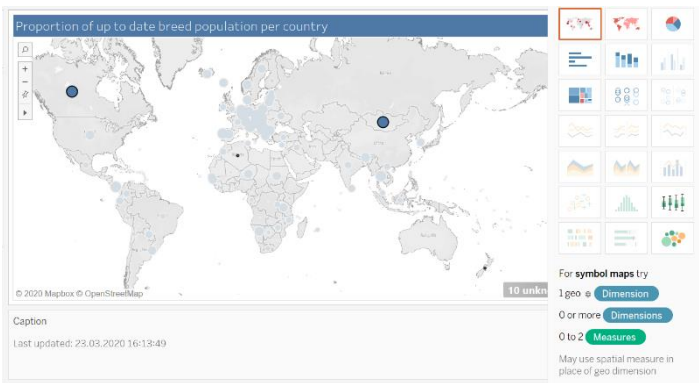 Proportion of up to date breed population per country
© 2020 Mapbox © OpenStreetMap
10 unkn
Caption
Last updated: 23.03.2020 16:13:49
For symbol maps try
1 geo Dimension
0 or more Dimensions
0 to 2 Measures
May use spatial measure in
place of geo dimension